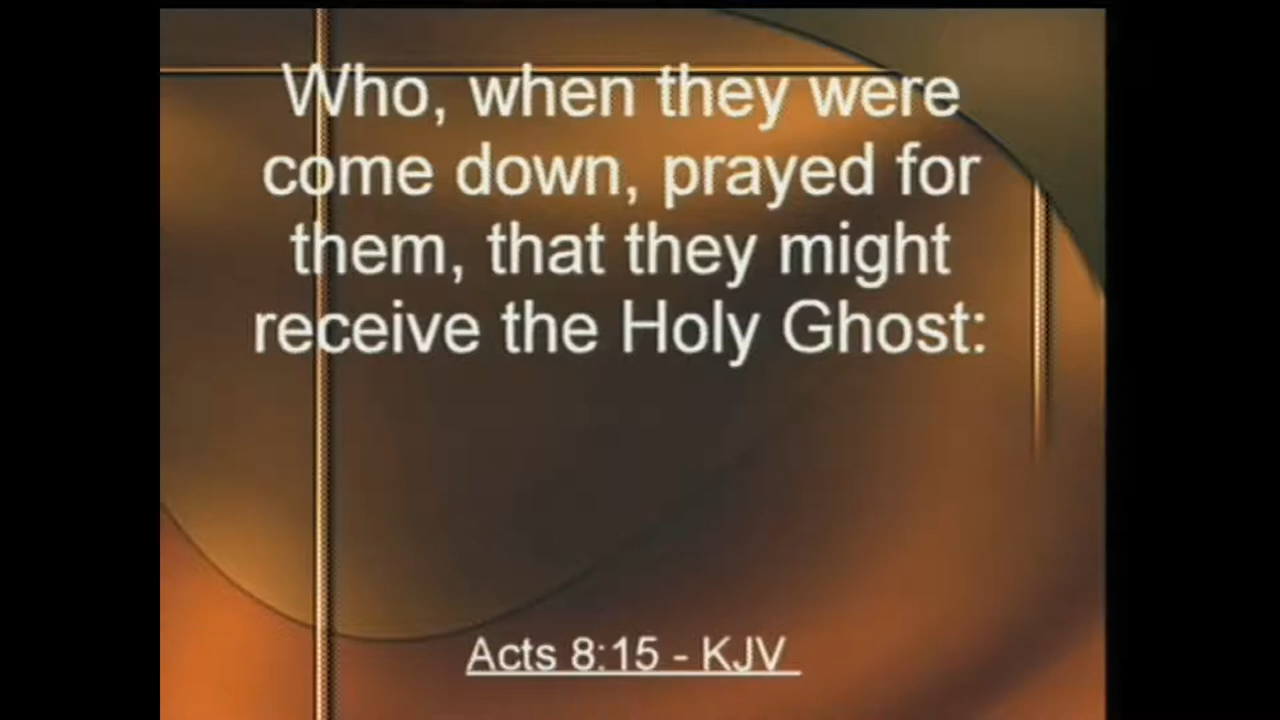 Who, when they were
come down, prayed for
them, that they might
receive the Holy Ghost:
Acts 8:15 - KJV